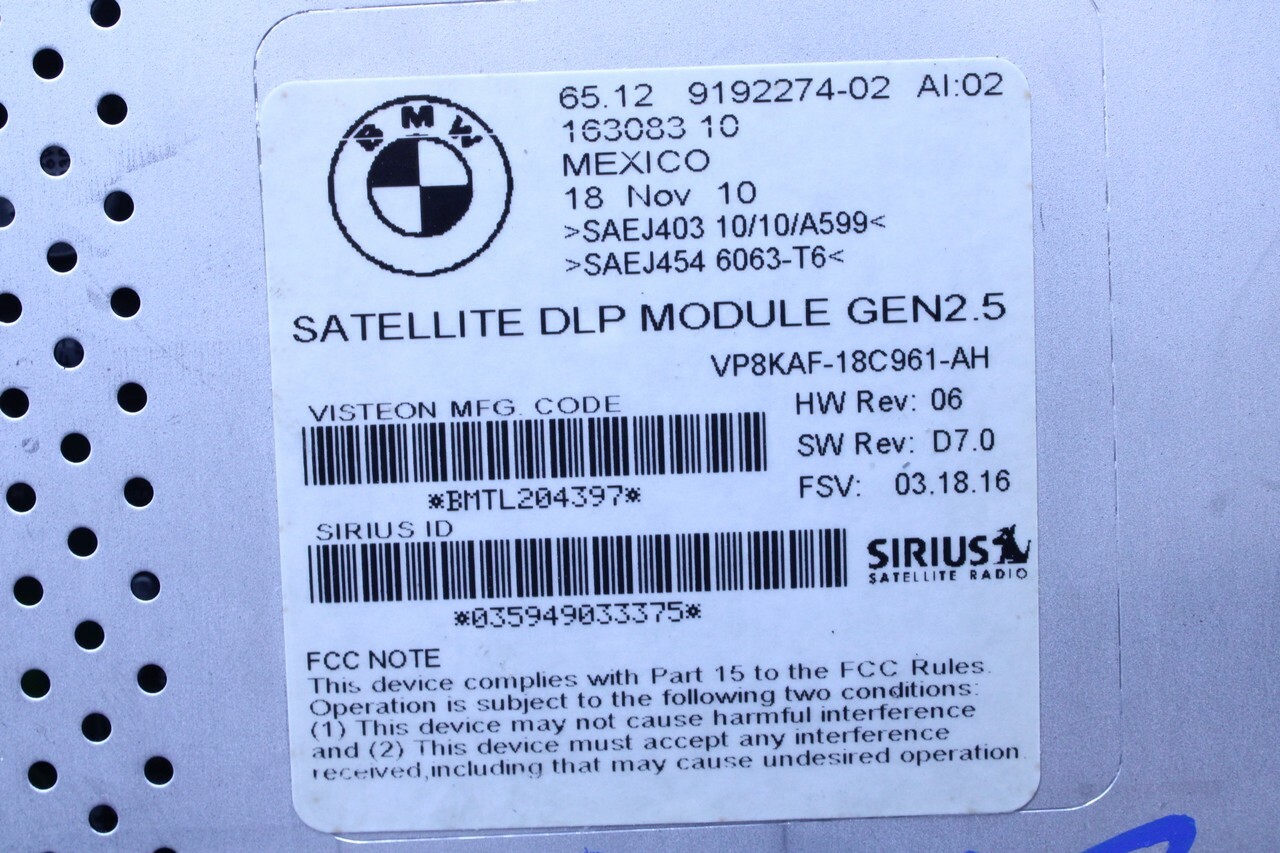 BMW
65.12 9192274-02 AI:02
163083 10
MEXICO
18 Nov 10
>SAEJ403 10/10/A599<
>SAEJ454 6063-T6<
SATELLITE DLP MODULE GEN2.5
VP8KAF-18C961-AH
VISTEON MFG. CODE
HW Rev: 06
SW Rev: D7.0
*BMTL204397*
FSV: 03.18.16
SIRIUS ID
SIRIUS
SATELLITE RADIO
*035949033375*
FCC NOTE
This device complies with Part 15 to the FCC Rules.
Operation is subject to the following two conditions:
(1) This device may not cause harmful interference
and (2) This device must accept any interference
received,including that may cause undesired operation.